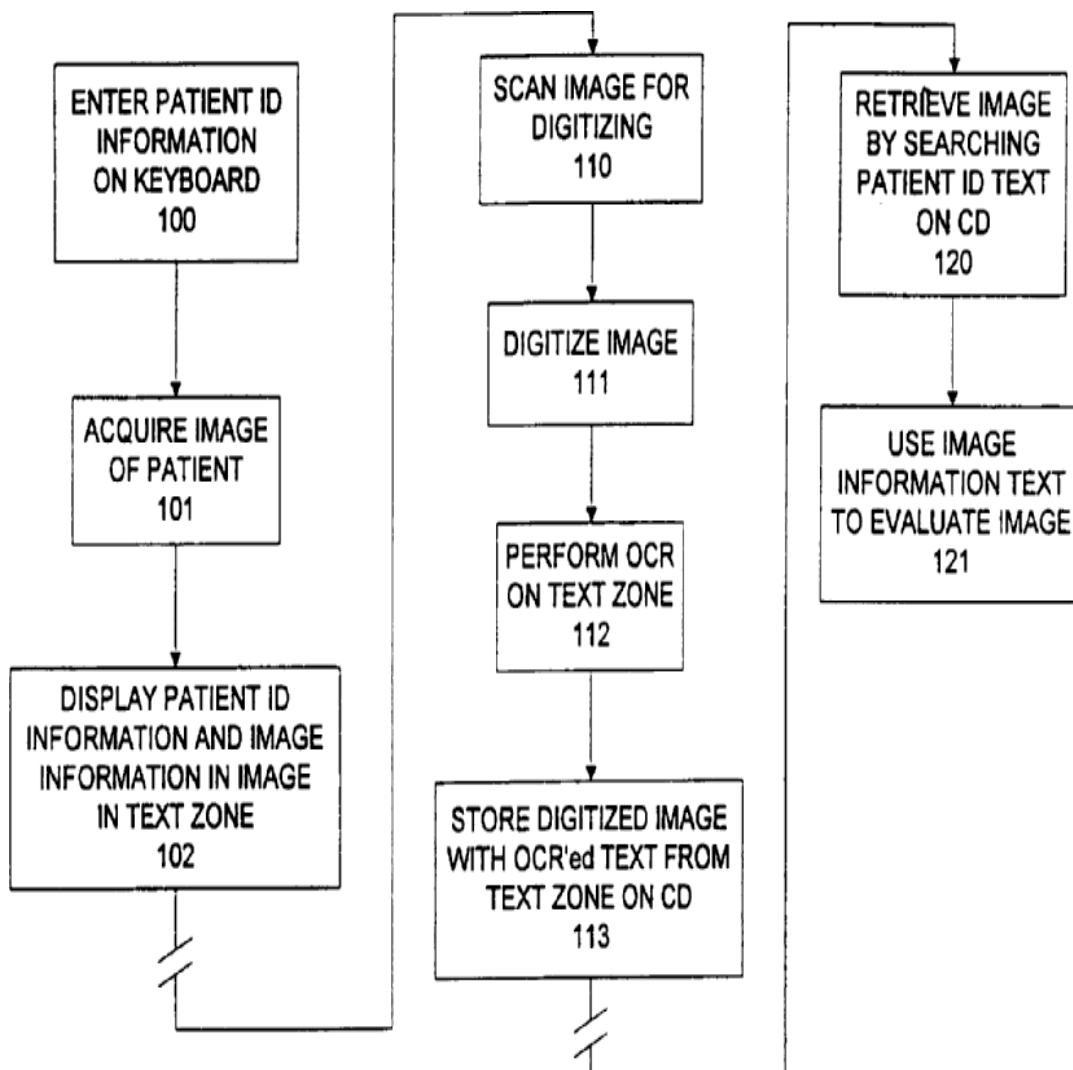 ENTER PATIENT ID
INFORMATION
ON KEYBOARD
100
ACQUIRE IMAGE
OF PATIENT
101
DISPLAY PATIENT ID
INFORMATION AND IMAGE
INFORMATION IN IMAGE
IN TEXT ZONE
102
SCAN IMAGE FOR
DIGITIZING
110
DIGITIZE IMAGE
111
PERFORM OCR
ON TEXT ZONE
112
STORE DIGITIZED IMAGE
WITH OCR'ed TEXT FROM
TEXT ZONE ON CD
113
RETRIEVE IMAGE
BY SEARCHING
PATIENT ID TEXT
ON CD
120
USE IMAGE
INFORMATION TEXT
TO EVALUATE IMAGE
121